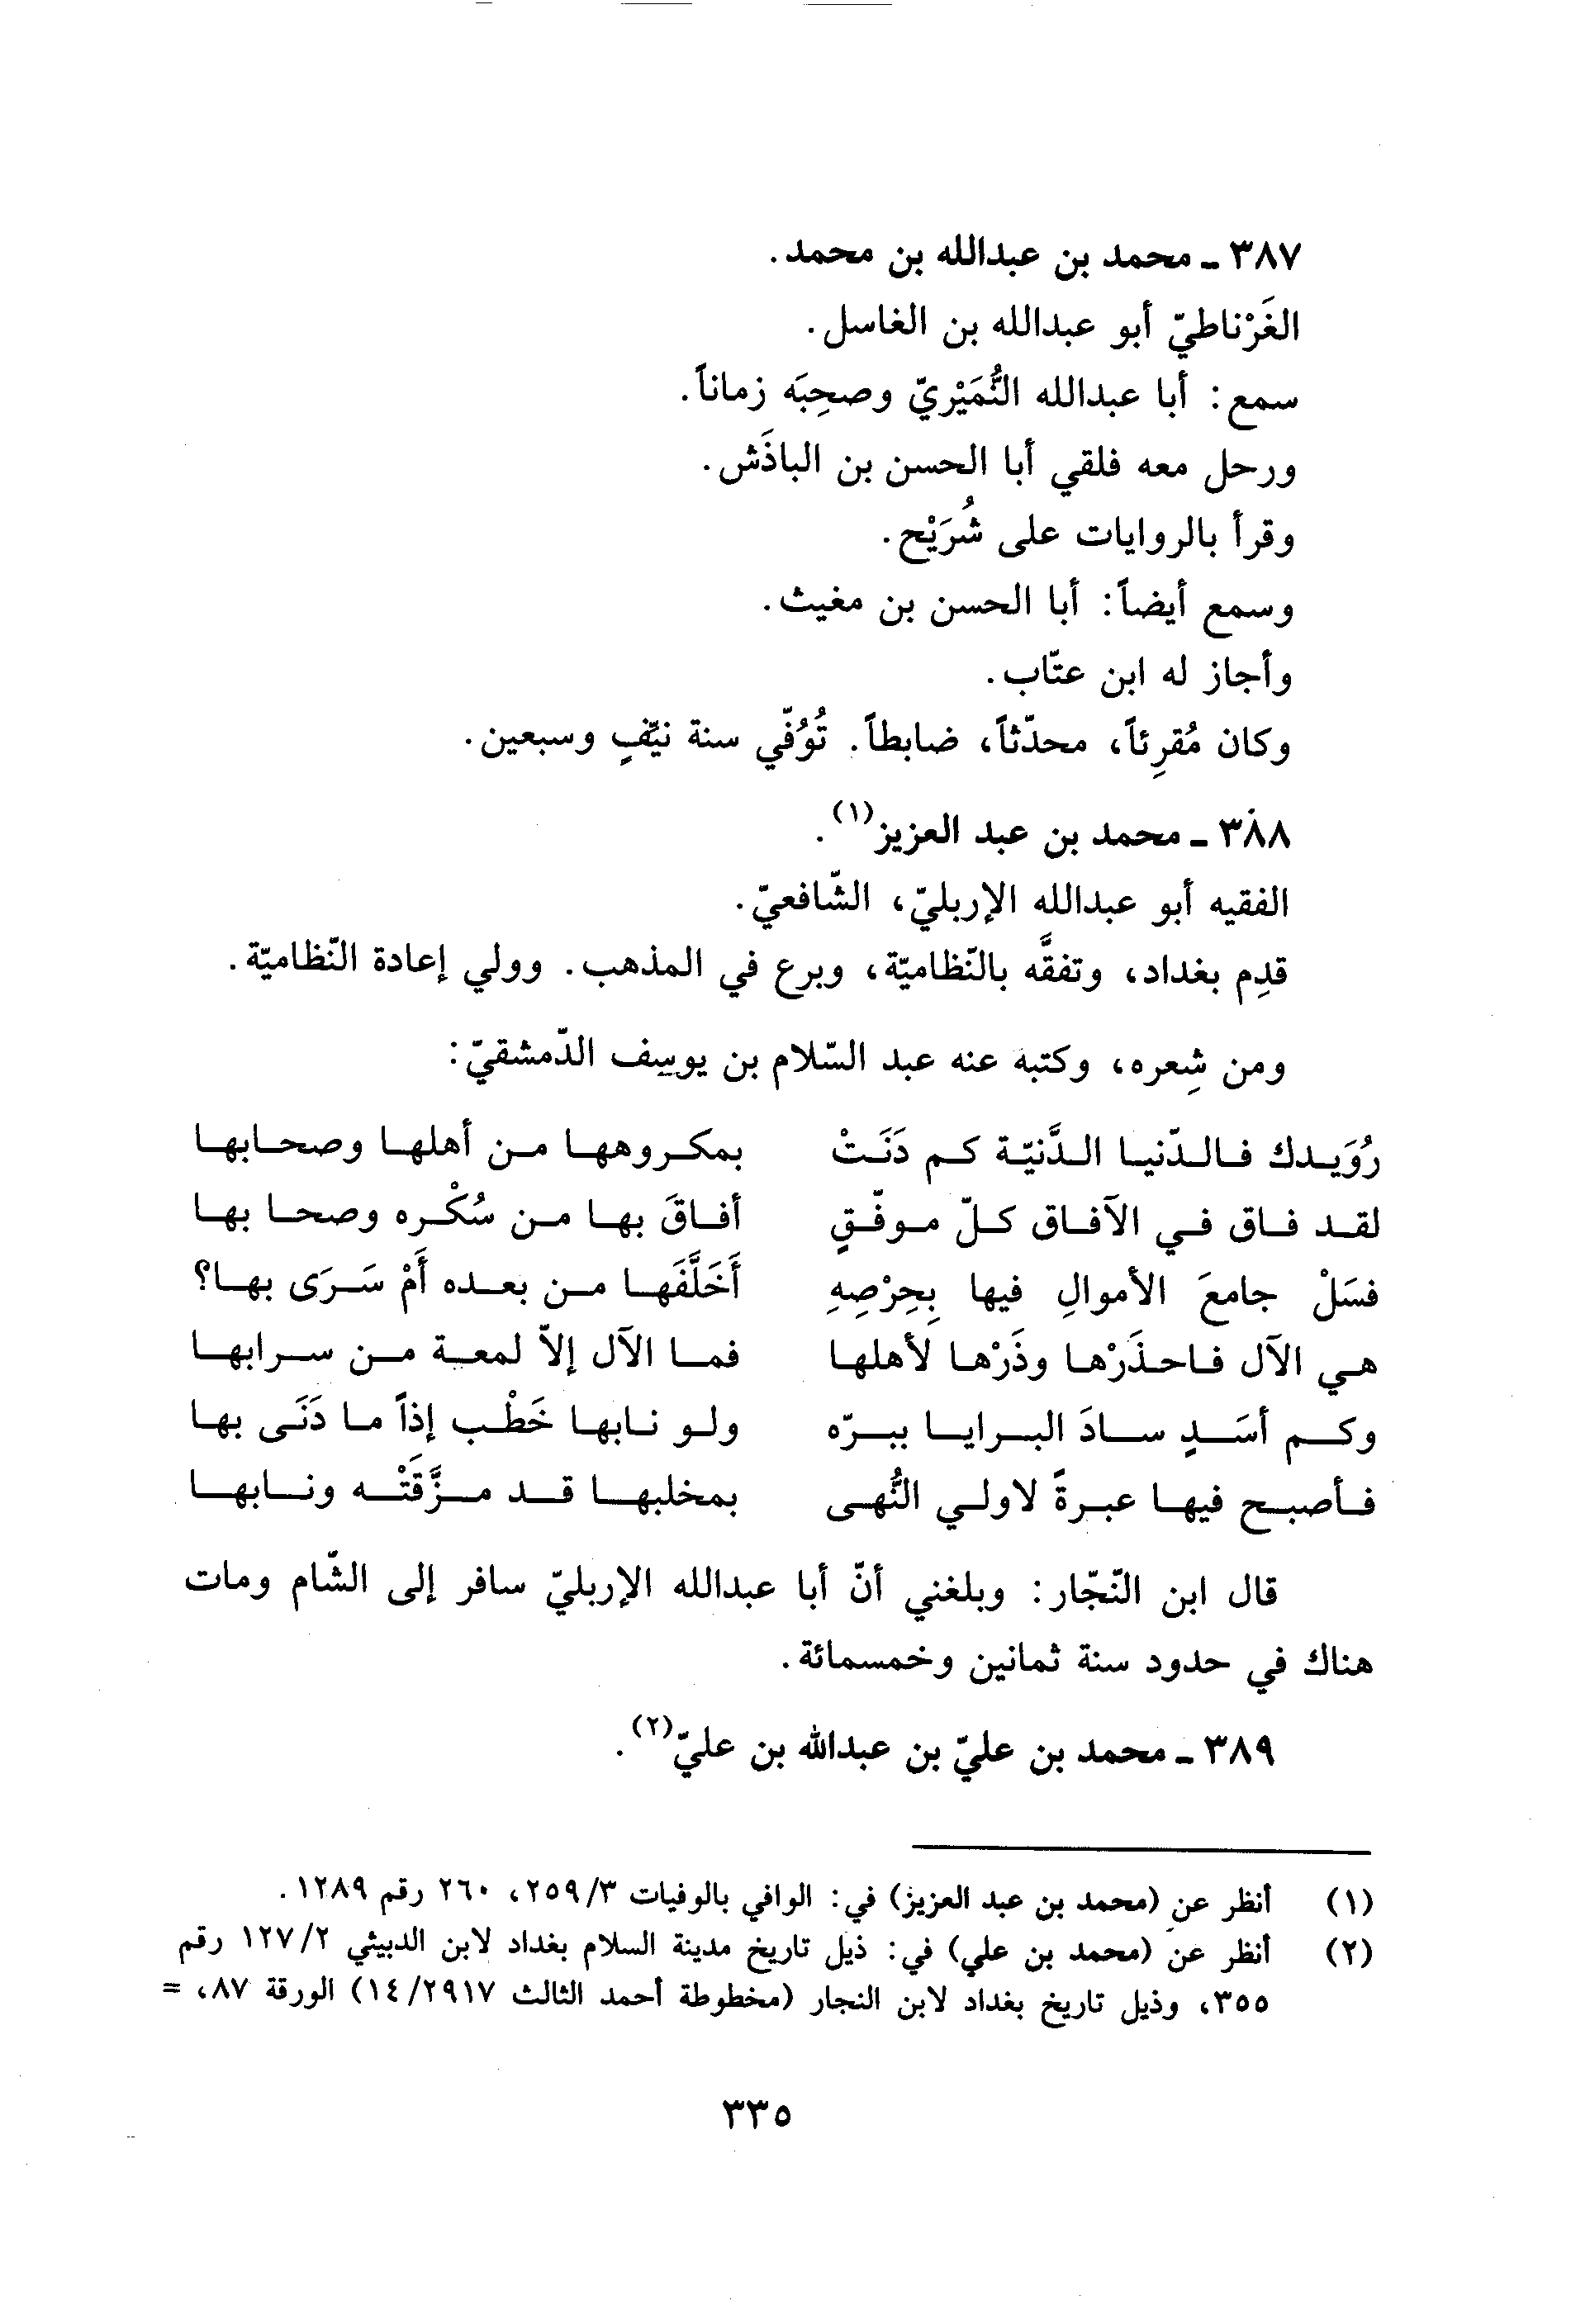 ٣٨٧ ـ محمد بن عبدالله بن محمد.
الغَرْناطيّ أبو عبدالله بن الغاسل.
سمع: أبا عبدالله النُّمَيْريّ وصحِبَه زماناً.
ورحل معه فلقي أبا الحسن بن الباذَش.
وقرأ بالروايات على شُرَيْح.
وسمع أيضاً: أبا الحسن بن مغيث.
وأجاز له ابن عتّاب.
وكان مُقرِئاً، محدّثاً، ضابطاً. تُوُفّي سنة نيّفٍ وسبعين.
٣٨٨ ـ محمد بن عبد العزيز(١).
الفقيه أبو عبدالله الإربليّ، الشّافعيّ.
قدِم بغداد، وتفقَّه بالنّظاميّة، وبرع في المذهب. وولي إعادة النّظاميّة.
ومن شِعره، وكتبه عنه عبد السّلام بن يوسف الدّمشقيّ:
رُوَيدك فالدّنيا الدَّنيّة كم دَنَتْ بمكروهها من أهلها وصحابها
لقد فاق في الآفاق كلّ موفّقٍ أفاقَ بها من سُكْره وصحا بها
فسَلْ جامعَ الأموالِ فيها بِحِرْصِهِ أَخَلَّفَها من بعده أَمْ سَرَى بها؟
هي الآل فاحذَرْها وذَرْها لأهلها فما الآل إلاّ لمعة من سرابها
وكم أسَدٍ سادَ البرايا ببرّه ولو نابها خَطْب إذاً ما دَنَى بها
فأصبح فيها عبرةً لاولي النُّهى بمخلبها قد مزَّقَتْه ونابها
قال ابن النّجّار: وبلغني أنّ أبا عبدالله الإربليّ سافر إلى الشّام ومات
هناك في حدود سنة ثمانين وخمسمائة.
٣٨٩ ـ محمد بن عليّ بن عبدالله بن عليّ(٢).
(١) أنظر عن (محمد بن عبد العزيز) في: الوافي بالوفيات ٢٥٩/٣، ٢٦٠ رقم ١٢٨٩.
(٢) أنظر عن (محمد بن علي) في: ذيل تاريخ مدينة السلام بغداد لابن الدبيثي ١٢٧/٢ رقم
٣٥٥، وذيل تاريخ بغداد لابن النجار (مخطوطة أحمد الثالث ١٤/٢٩١٧) الورقة ٨٧، =
٣٣٥